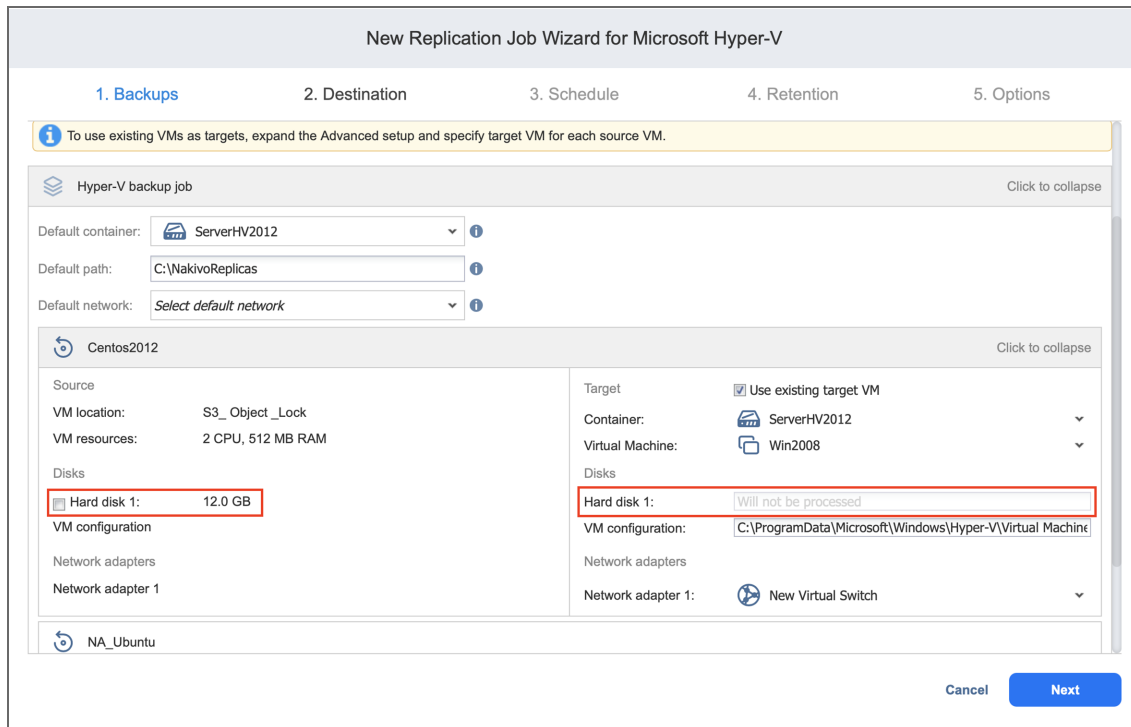 New Replication Job Wizard for Microsoft Hyper-V
1. Backups 2. Destination 3. Schedule 4. Retention 5. Options
To use existing VMs as targets, expand the Advanced setup and specify target VM for each source VM.
Hyper-V backup job Click to collapse
Default container: ServerHV2012
Default path: C:\NakivoReplicas
Default network: Select default network
Centos2012 Click to collapse
Source
VM location: S3_ Object _Lock
VM resources: 2 CPU, 512 MB RAM
Disks
Hard disk 1: 12.0 GB
VM configuration
Network adapters
Network adapter 1
Target Use existing target VM
Container: ServerHV2012
Virtual Machine: Win2008
Disks
Hard disk 1: Will not be processed
VM configuration: C:\ProgramData\Microsoft\Windows\Hyper-V\Virtual Machine
Network adapters
Network adapter 1: New Virtual Switch
NA_Ubuntu
Cancel Next